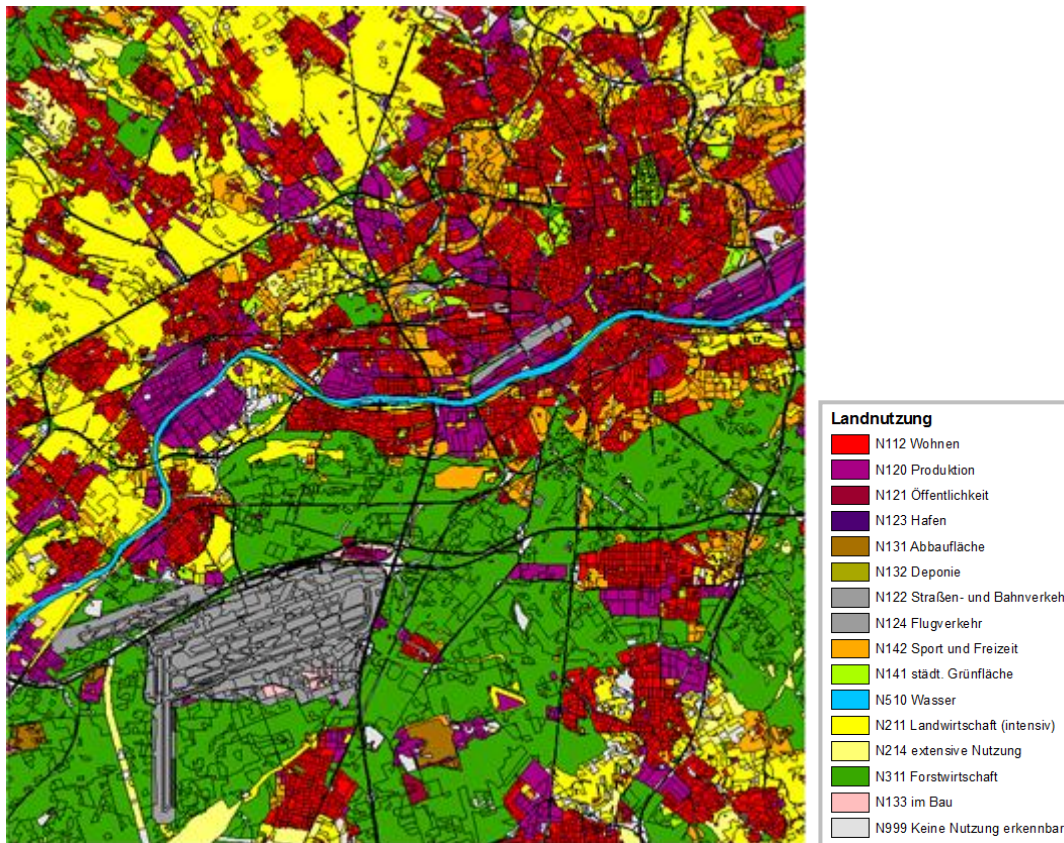 Landnutzung
N112 Wohnen
N120 Produktion
N121 Öffentlichkeit
N123 Hafen
N131 Abbaufläche
N132 Deponie
N122 Straßen- und Bahnverkeh
N124 Flugverkehr
N142 Sport und Freizeit
N141 städt. Grünfläche
N510 Wasser
N211 Landwirtschaft (intensiv)
N214 extensive Nutzung
N311 Forstwirtschaft
N133 im Bau
N999 Keine Nutzung erkennbar